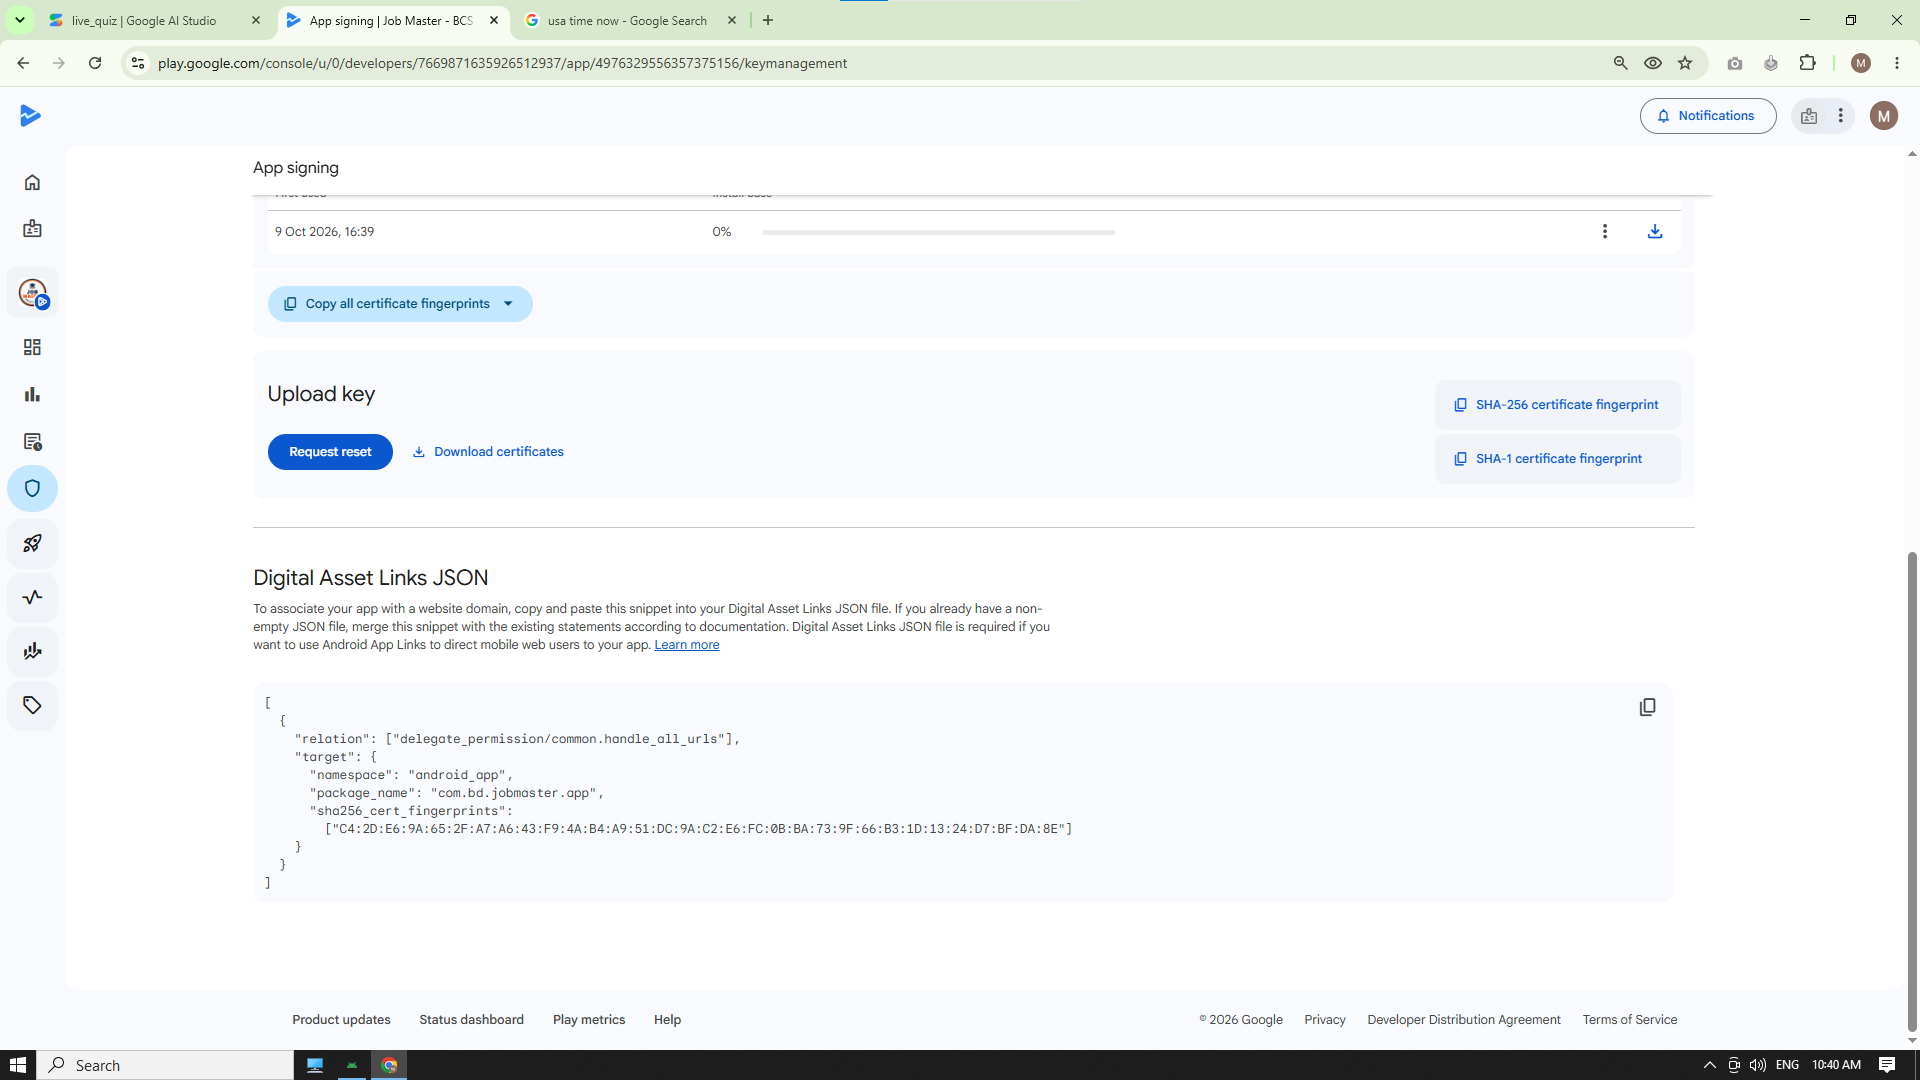 live_quiz | Google AI Studio
App signing | Job Master - BCS
usa time now - Google Search
play.google.com/console/u/0/developers/7669871635926512937/app/4976329556357375156/keymanagement
M
Notifications
M
App signing
First used
Install base
9 Oct 2026, 16:39
0%
Copy all certificate fingerprints
Upload key
SHA-256 certificate fingerprint
Request reset
Download certificates
SHA-1 certificate fingerprint
Digital Asset Links JSON
To associate your app with a website domain, copy and paste this snippet into your Digital Asset Links JSON file. If you already have a non-
empty JSON file, merge this snippet with the existing statements according to documentation. Digital Asset Links JSON file is required if you
want to use Android App Links to direct mobile web users to your app. Learn more
[
{
"relation": ["delegate_permission/common.handle_all_urls"],
"target": {
"namespace": "android_app",
"package_name": "com.bd.jobmaster.app",
"sha256_cert_fingerprints":
["C4:2D:E6:9A:65:2F:A7:A6:43:F9:4A:B4:A9:51:DC:9A:C2:E6:FC:0B:BA:73:9F:66:B3:1D:13:24:D7:BF:DA:8E"]
}
}
]
Product updates
Status dashboard
Play metrics
Help
© 2026 Google
Privacy
Developer Distribution Agreement
Terms of Service
Search
ENG
10:40 AM